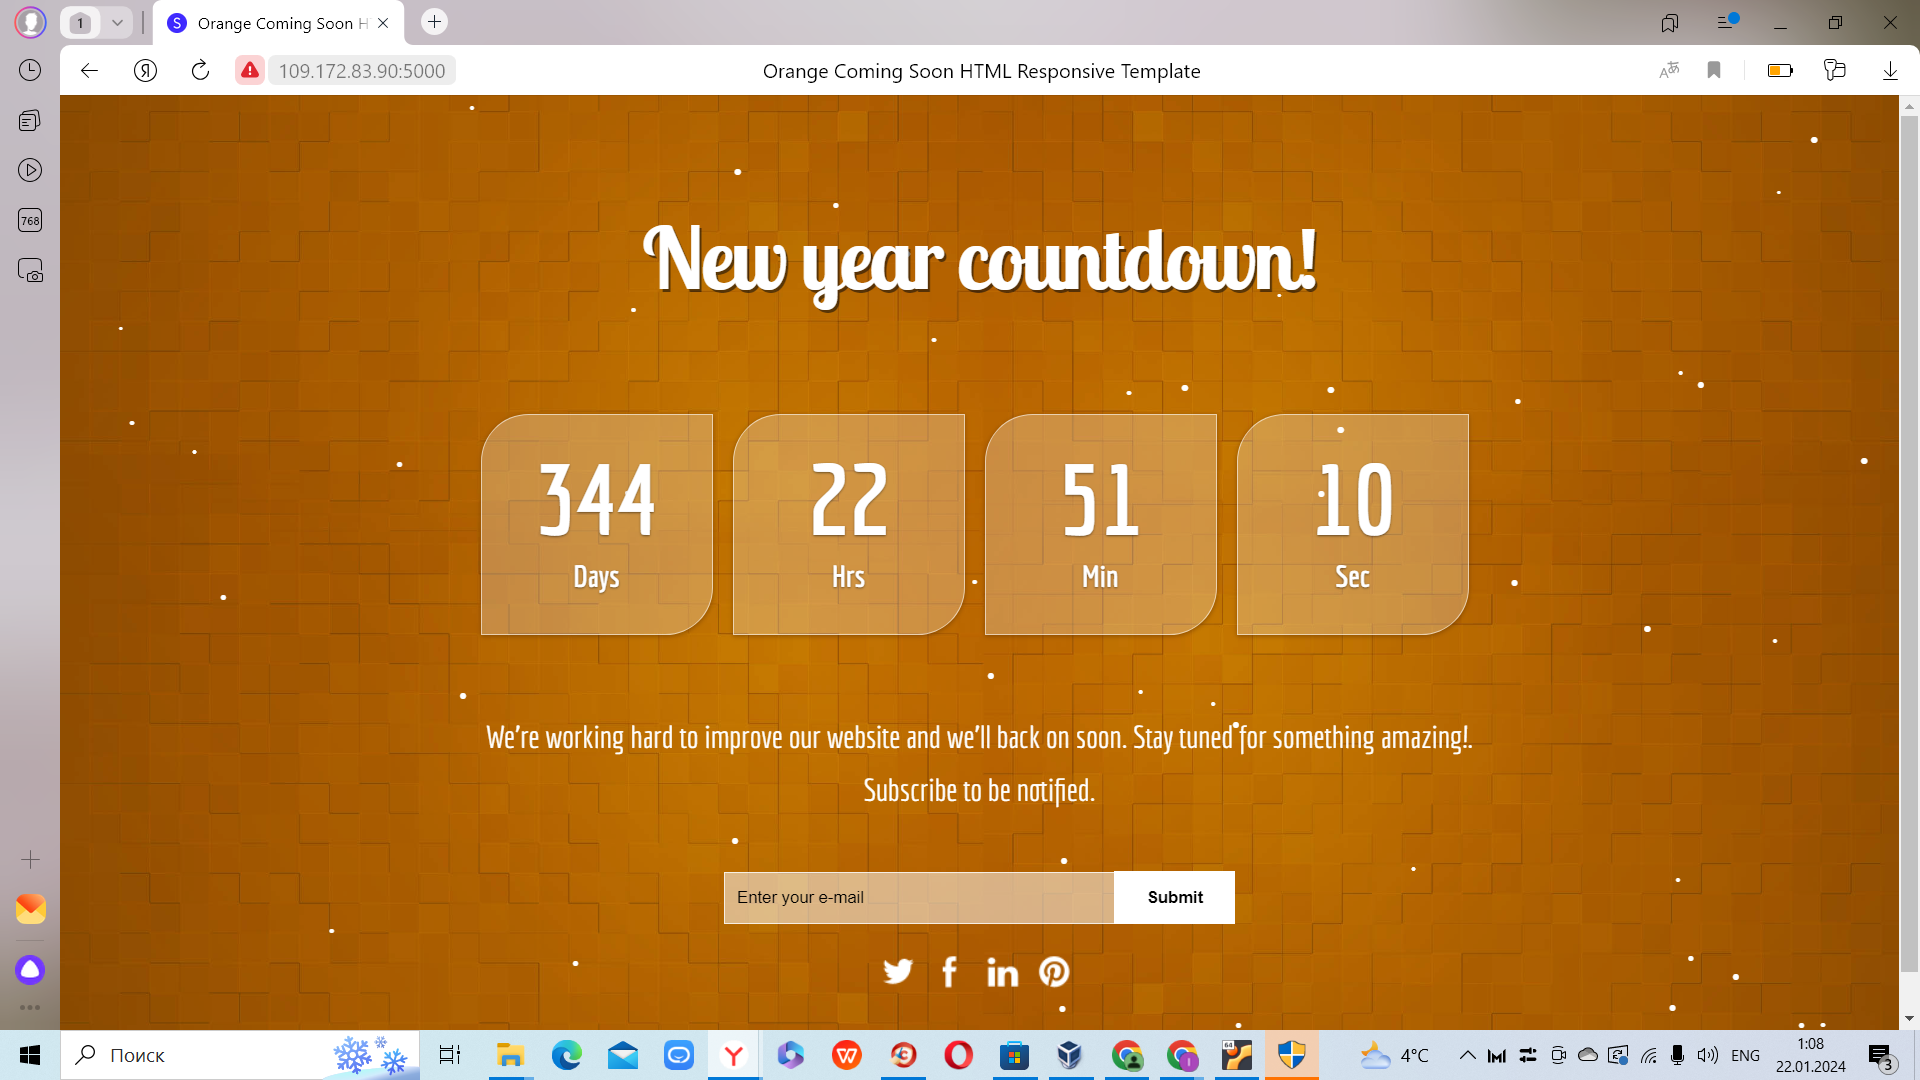 1
S
Orange Coming Soon H
Я
109.172.83.90:5000
Orange Coming Soon HTML Responsive Template
768
New year countdown!
344
22
51
10
Days
Hrs
Min
Sec
We're working hard to improve our website and we'll back on soon. Stay tuned for something amazing!.
Subscribe to be notified.
Enter your e-mail
Submit
Поиск
64
4°C
ENG
1:08
22.01.2024
3